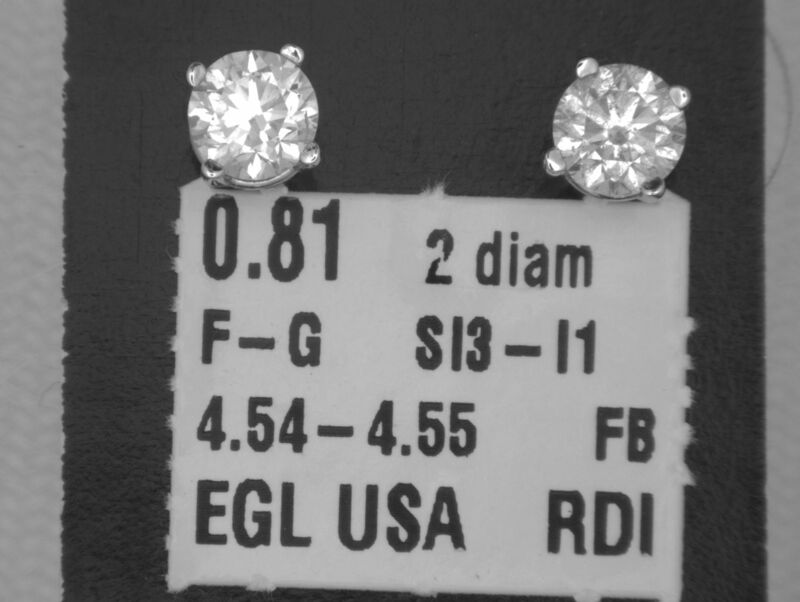 0.81 2 diam
F-G SI3-I1
4.54-4.55 FB
EGL USA RDI